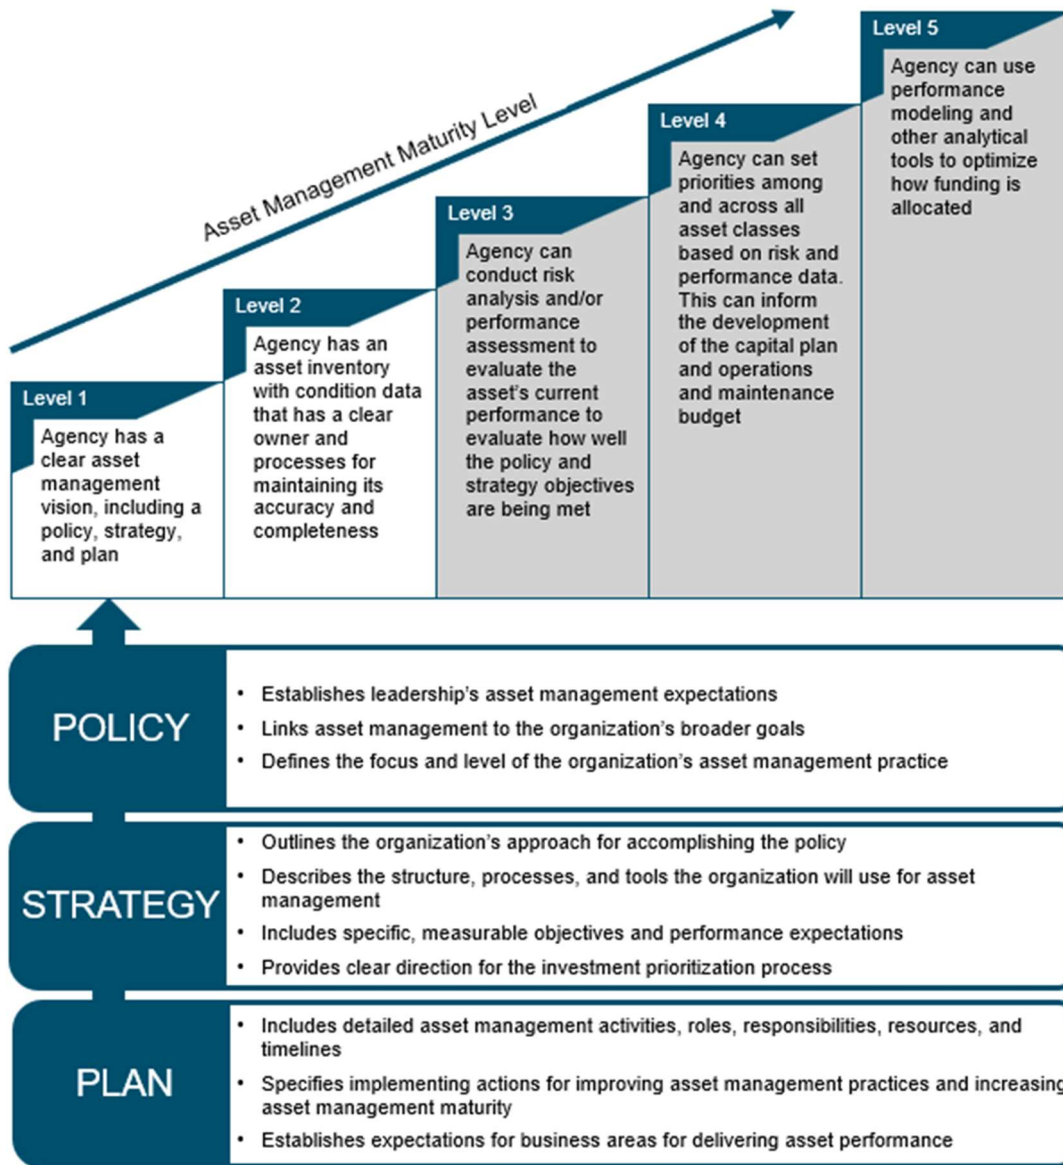 Asset Management Maturity Level
Level 1
Agency has a
clear asset
management
vision, including a
policy, strategy,
and plan
Level 2
Agency has an
asset inventory
with condition data
that has a clear
owner and
processes for
maintaining its
accuracy and
completeness
Level 3
Agency can
conduct risk
analysis and/or
performance
assessment to
evaluate the
asset's current
performance to
evaluate how well
the policy and
strategy objectives
are being met
Level 4
Agency can set
priorities among
and across all
asset classes
based on risk and
performance data.
This can inform
the development
of the capital plan
and operations
and maintenance
budget
Level 5
Agency can use
performance
modeling and
other analytical
tools to optimize
how funding is
allocated
POLICY
• Establishes leadership's asset management expectations
• Links asset management to the organization's broader goals
• Defines the focus and level of the organization's asset management practice
STRATEGY
• Outlines the organization's approach for accomplishing the policy
• Describes the structure, processes, and tools the organization will use for asset
management
• Includes specific, measurable objectives and performance expectations
• Provides clear direction for the investment prioritization process
PLAN
• Includes detailed asset management activities, roles, responsibilities, resources, and
timelines
• Specifies implementing actions for improving asset management practices and increasing
asset management maturity
• Establishes expectations for business areas for delivering asset performance